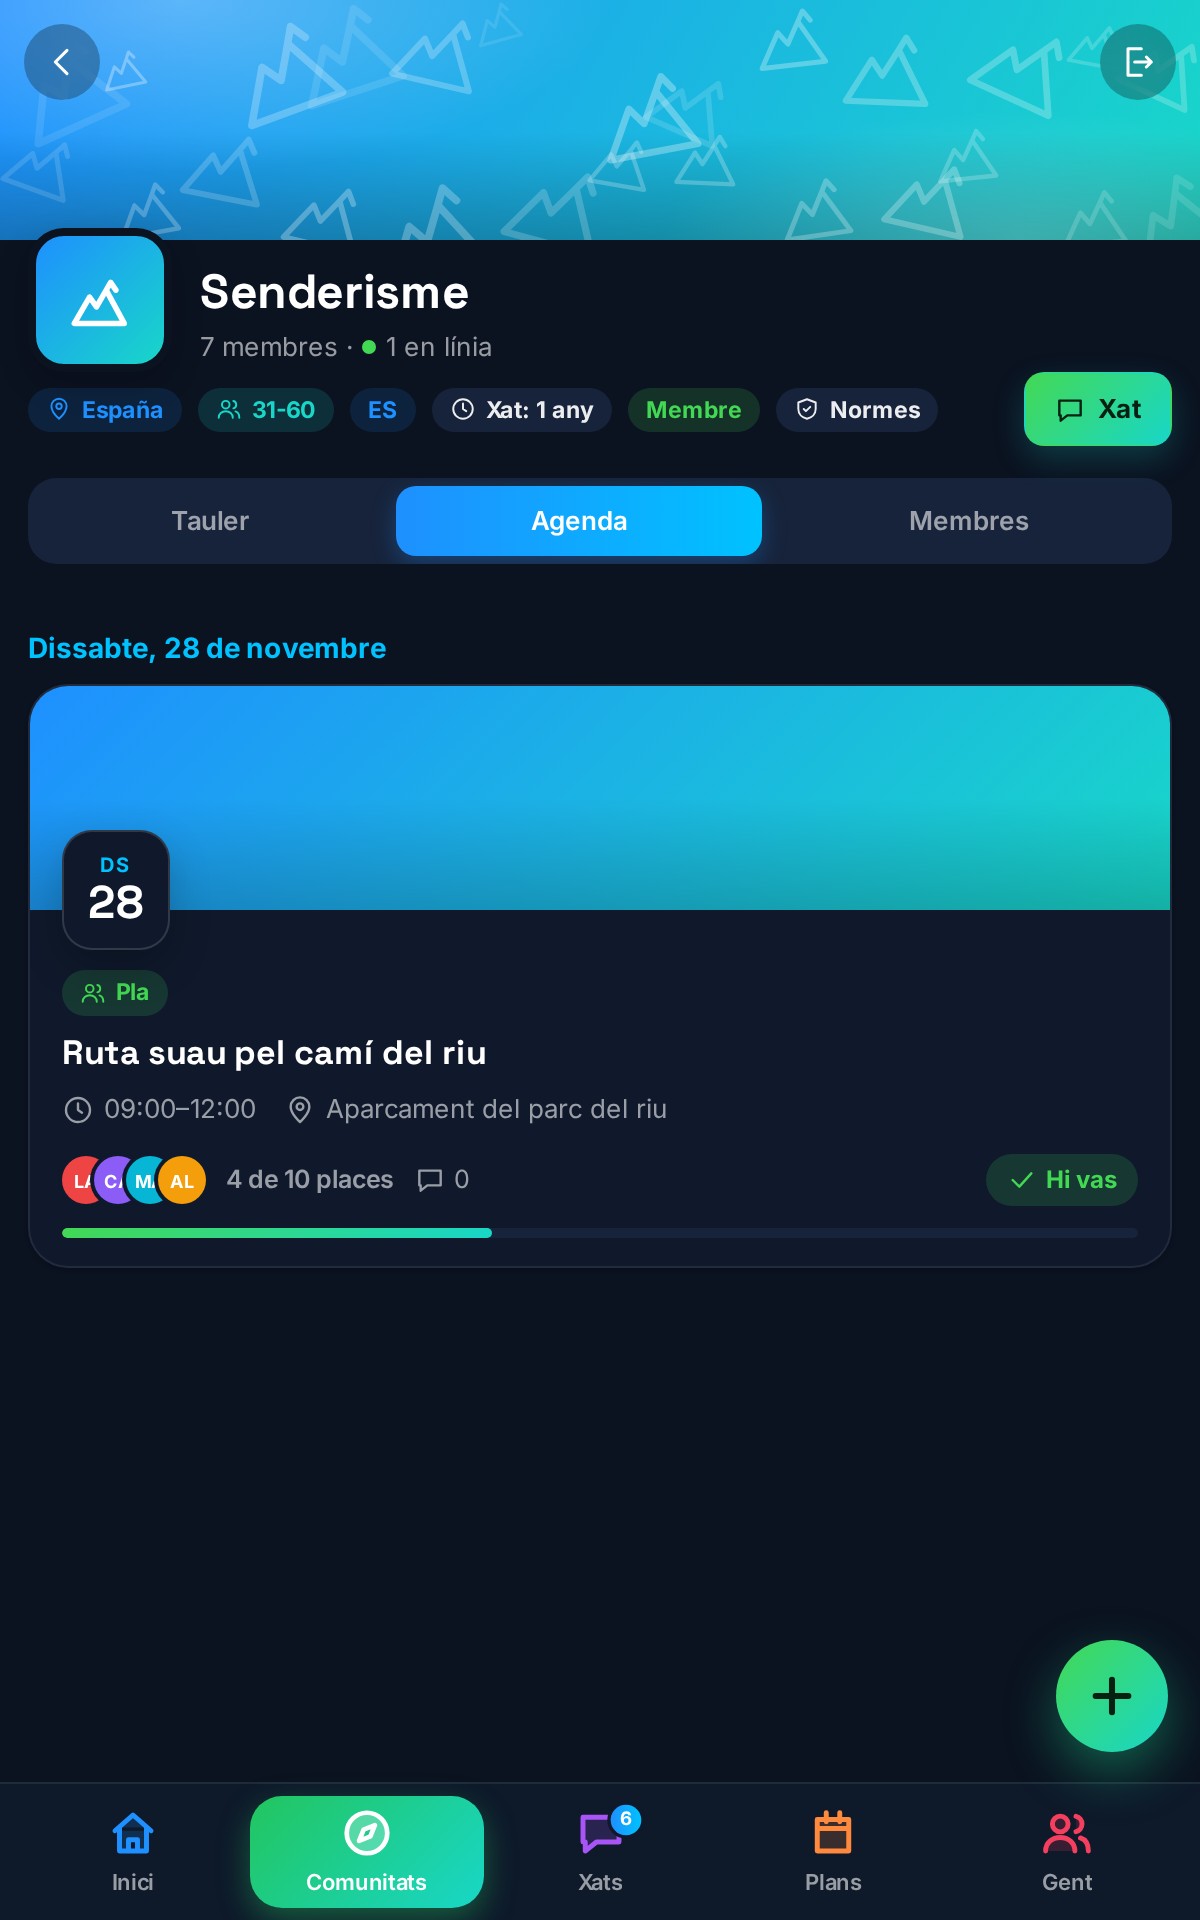 Senderisme
7 membres · 1 en línia
España
31-60
ES
Xat: 1 any
Membre
Normes
Xat
Tauler
Agenda
Membres
Dissabte, 28 de novembre
DS
28
Pla
Ruta suau pel camí del riu
09:00–12:00
Aparcament del parc del riu
AL
4 de 10 places
0
Hi vas
6
Inici
Comunitats
Xats
Plans
Gent